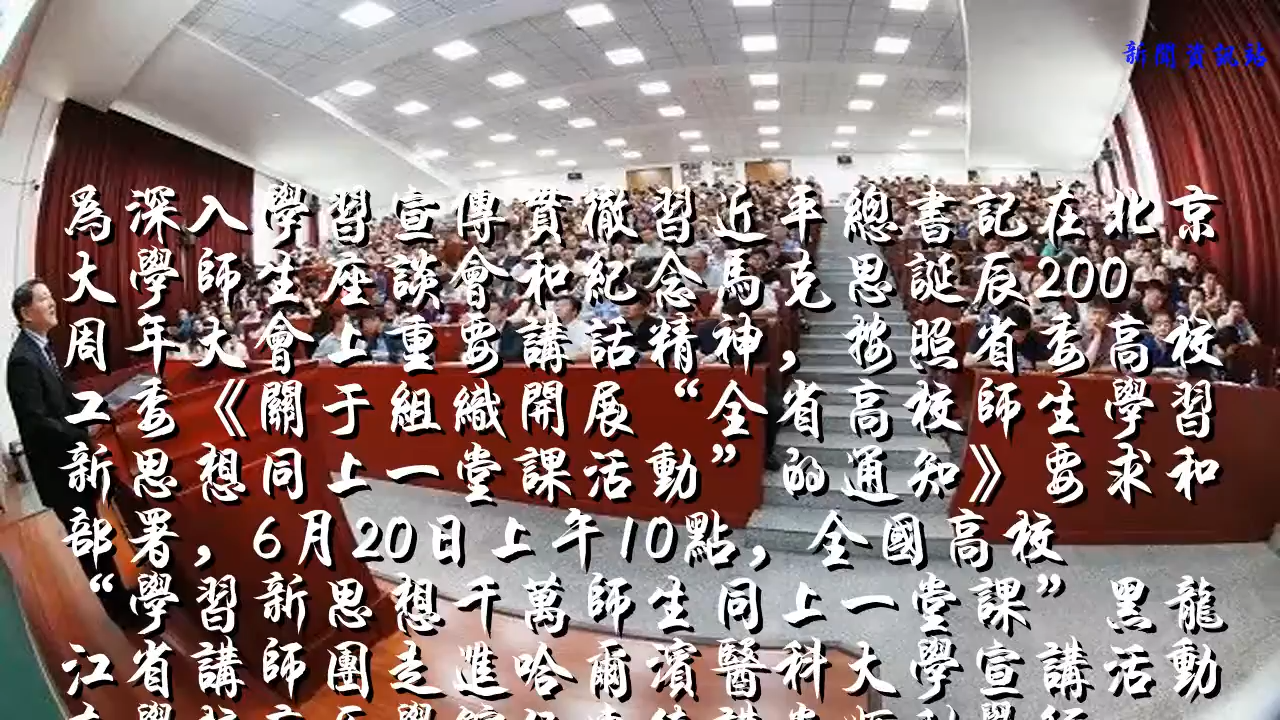 新聞資訊站
爲深入學習宣傳貫徹習近平總書記在北京
大學師生座談會和紀念馬克思誕辰200
周年大會上重要講話精神，按照省委高校
工委《關于組織開展“全省高校師生學習
新思想同上一堂課活動”的通知》要求和
部署，6月20日上午10點，全國高校
“學習新思想千萬師生同上一堂課”黑龍
江省講師團走進哈爾濱醫科大學宣講活動